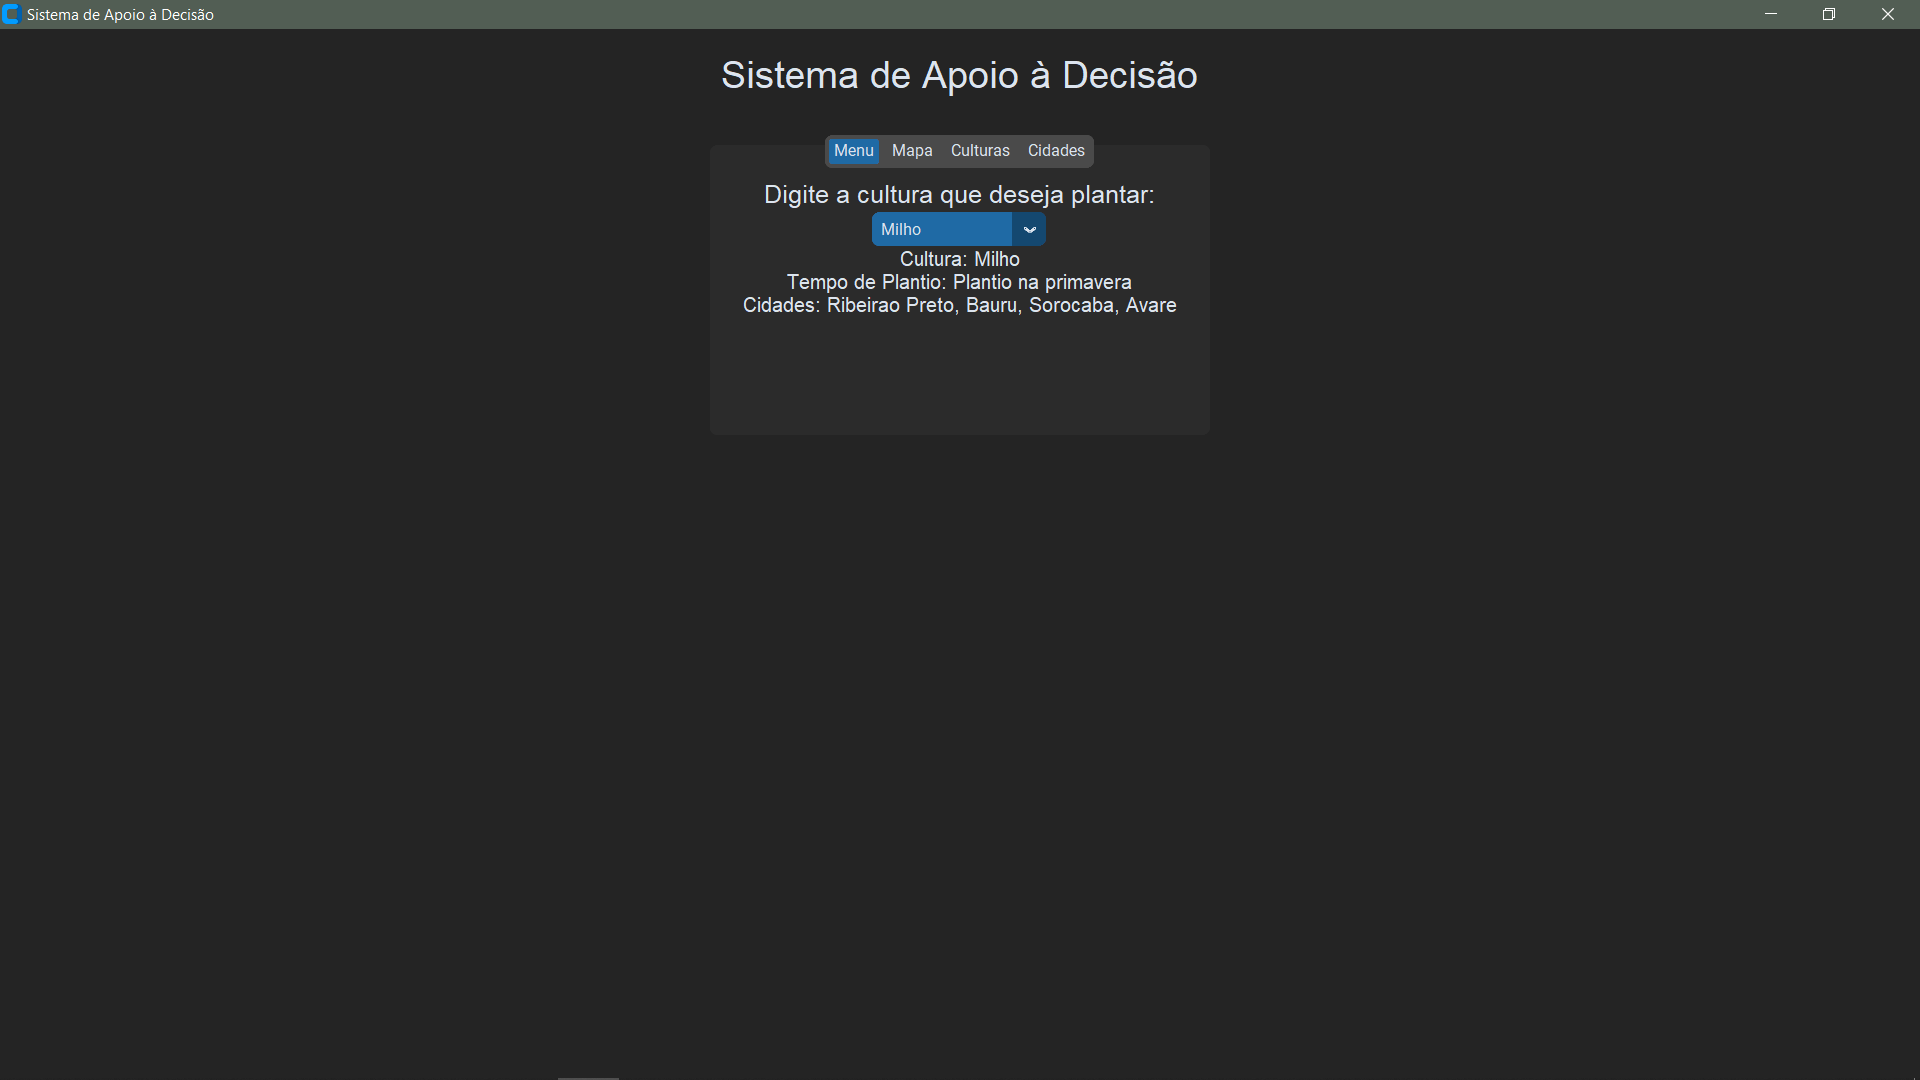 Sistema de Apoio à Decisão
Sistema de Apoio à Decisão
Menu Mapa Culturas Cidades
Digite a cultura que deseja plantar:
Milho
Cultura: Milho
Tempo de Plantio: Plantio na primavera
Cidades: Ribeirao Preto, Bauru, Sorocaba, Avare